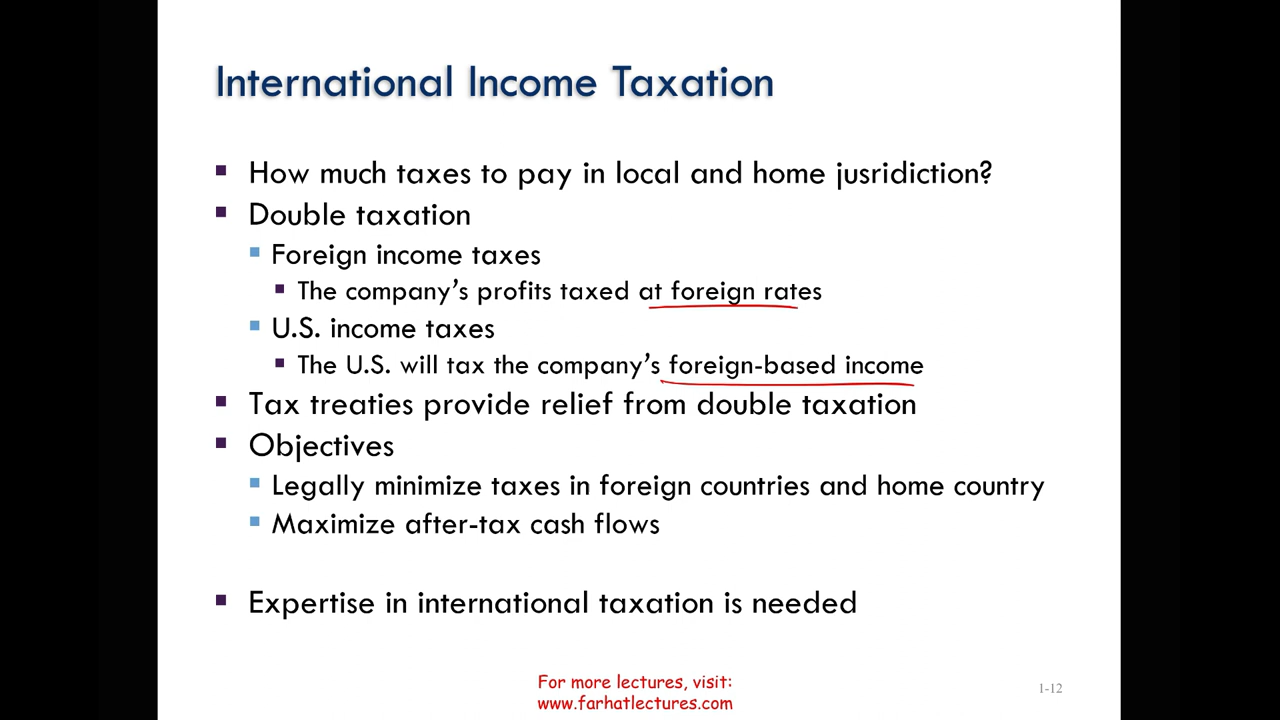 International Income Taxation
How much taxes to pay in local and home jusridiction?
Double taxation
Foreign income taxes
The company's profits taxed at foreign rates
U.S. income taxes
The U.S. will tax the company's foreign-based income
Tax treaties provide relief from double taxation
Objectives
Legally minimize taxes in foreign countries and home country
Maximize after-tax cash flows
Expertise in international taxation is needed
For more lectures, visit:
www.farhatlectures.com
1-12